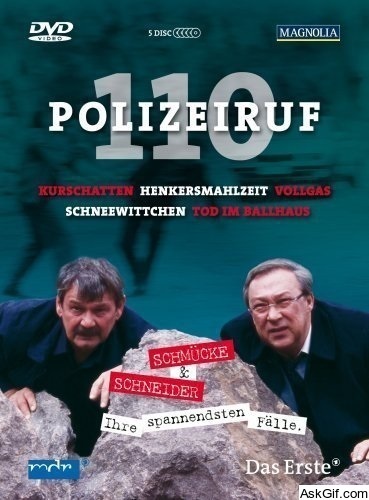 DVD
VIDEO
5 DISC
MAGNOLIA
110
POLIZEIRUF
KURSCHATTEN HENKERSMAHLZEIT VOLLGAS
SCHNEEWITTCHEN TOD IM BALLHAUS
SCHMÜCKE
&
SCHNEIDER
Ihre spannendsten Fälle.
mdr
Das Erste
AskGif.com